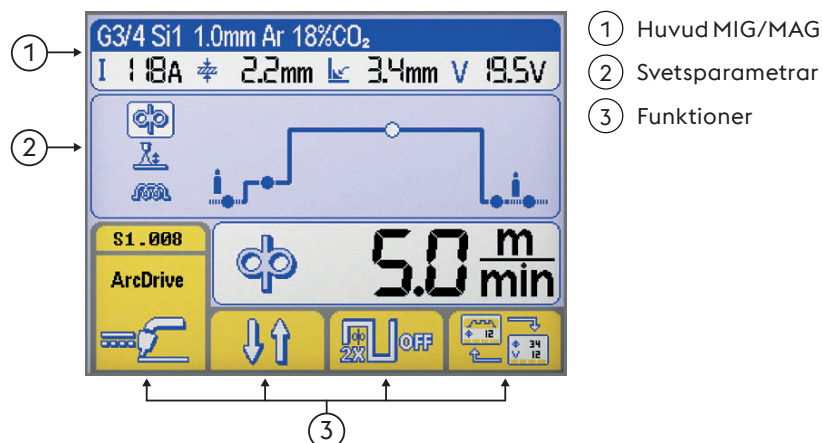 G3/4 Si1 1.0mm Ar 18%CO₂
I 118A 2.2mm 3.4mm V 19.5V
S1.008
ArcDrive
5.0 m/min
2X OFF
12 34
V 12
1 Huvud MIG/MAG
2 Svetsparametrar
3 Funktioner
1
2
3